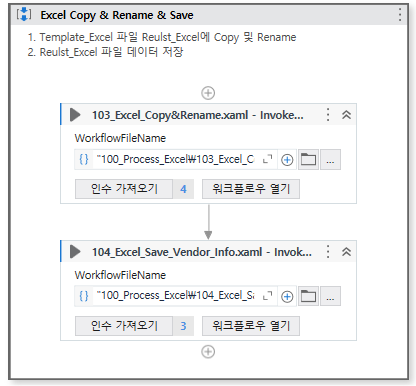 Excel Copy & Rename & Save
1. Template_Excel 파일 Reulst_Excel에 Copy 및 Rename
2. Reulst_Excel 파일 데이터 저장
103_Excel_Copy&Rename.xaml - Invoke...
WorkflowFileName
{} "100_Process_Excel₩103_Excel_C
...
인수 가져오기 4 워크플로우 열기
104_Excel_Save_Vendor_Info.xaml - Invok...
WorkflowFileName
{} "100_Process_Excel₩104_Excel_Sa
...
인수 가져오기 3 워크플로우 열기